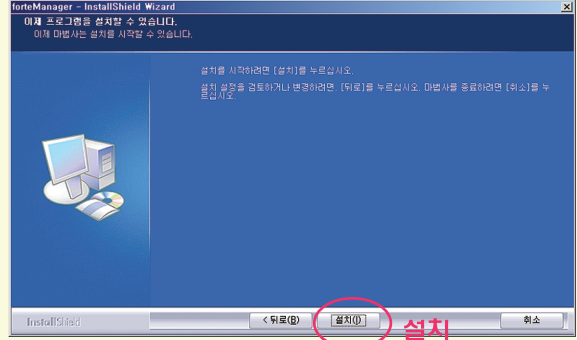 forteManager - InstallShield Wizard
이제 프로그램을 설치할 수 있습니다.
이제 마법사는 설치를 시작할 수 있습니다.
설치를 시작하려면 [설치]를 누르십시오.
설치 설정을 검토하거나 변경하려면, [뒤로]를 누르십시오. 마법사를 종료하려면 [취소]를 누
르십시오.
InstallShield
< 뒤로(B)
설치(I)
취소
설치